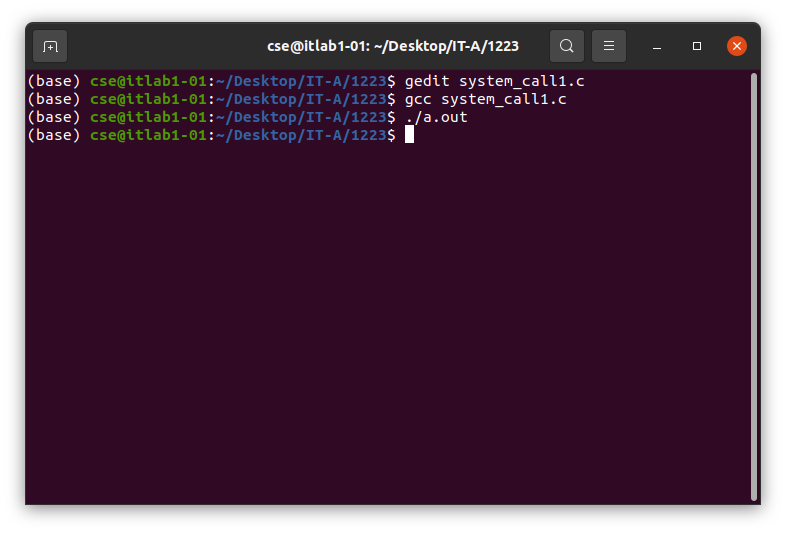 cse@itlab1-01: ~/Desktop/IT-A/1223
(base) cse@itlab1-01:~/Desktop/IT-A/1223$ gedit system_call1.c
(base) cse@itlab1-01:~/Desktop/IT-A/1223$ gcc system_call1.c
(base) cse@itlab1-01:~/Desktop/IT-A/1223$ ./a.out
(base) cse@itlab1-01:~/Desktop/IT-A/1223$